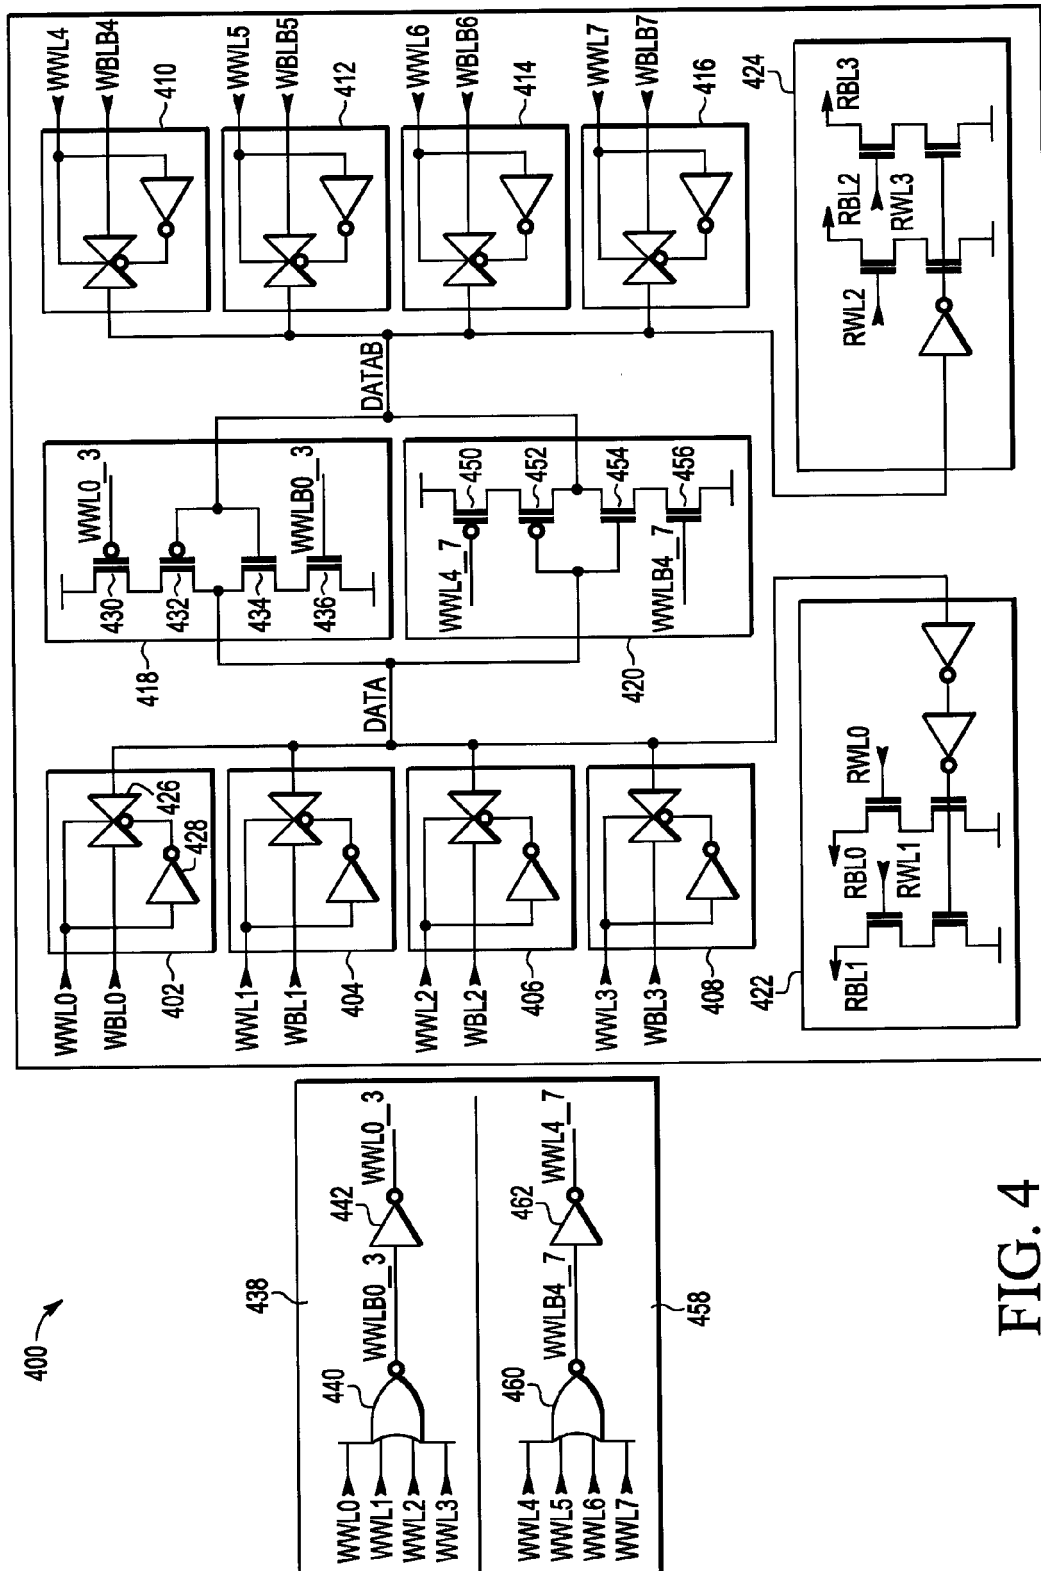 400
438
WWL0
WWL1
WWL2
WWL3
440
WWLB0_3
442
WWL0_3
WWL4
WWL5
WWL6
WWL7
460
WWLB4_7
462
WWL4_7
458
WWL0
WBL0
402
426
428
WWL1
WBL1
404
WWL2
WBL2
406
WWL3
WBL3
408
DATA
418
430
432
434
436
WWL0_3
WWLB0_3
420
WWL4_7
WWLB4_7
450
452
454
456
DATAB
WWL4
WBLB4
410
WWL5
WBLB5
412
WWL6
WBLB6
414
WWL7
WBLB7
416
422
RBL1
RBL0
RWL1
RWL0
424
RWL2
RBL2
RWL3
RBL3
FIG. 4